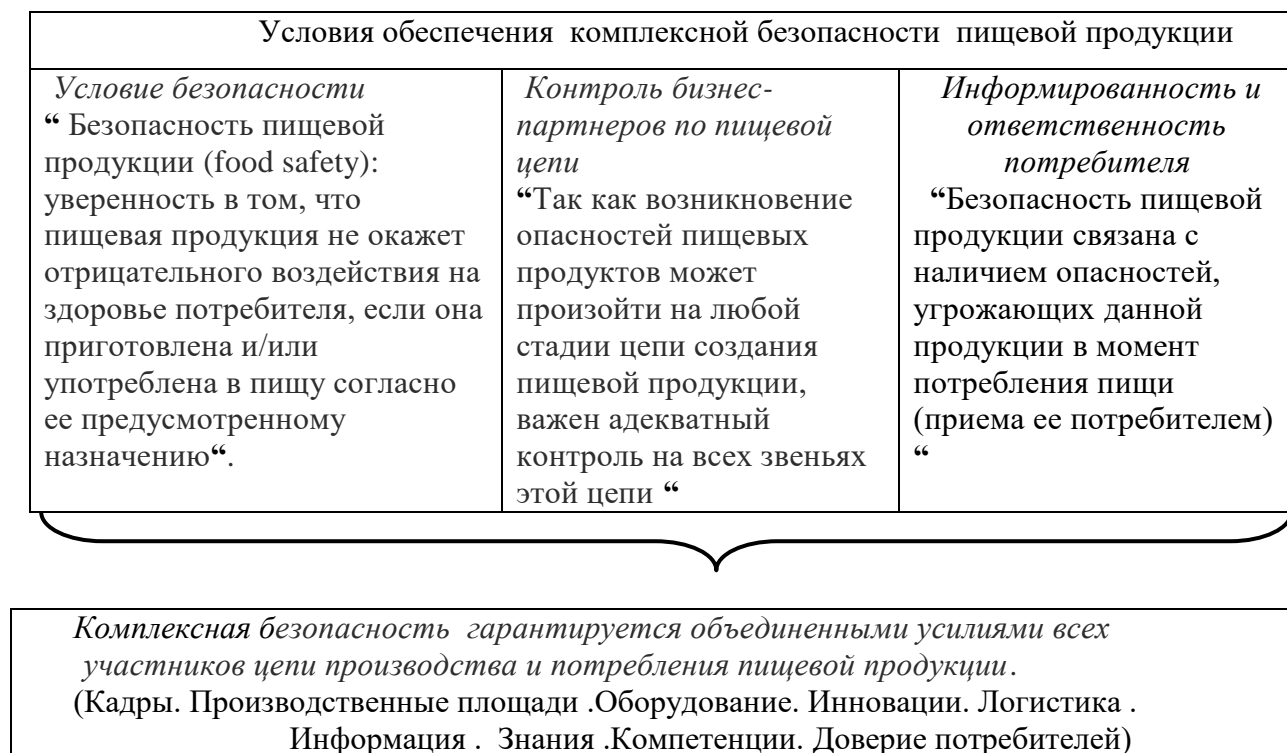 Условия обеспечения комплексной безопасности пищевой продукции
Условие безопасности
“ Безопасность пищевой
продукции (food safety):
уверенность в том, что
пищевая продукция не окажет
отрицательного воздействия на
здоровье потребителя, если она
приготовлена и/или
употреблена в пищу согласно
ее предусмотренному
назначению“.
Контроль бизнес-
партнеров по пищевой
цепи
“Так как возникновение
опасностей пищевых
продуктов может
произойти на любой
стадии цепи создания
пищевой продукции,
важен адекватный
контроль на всех звеньях
этой цепи “
Информированность и
ответственность
потребителя
“Безопасность пищевой
продукции связана с
наличием опасностей,
угрожающих данной
продукции в момент
потребления пищи
(приема ее потребителем)
“
Комплексная безопасность гарантируется объединенными усилиями всех
участников цепи производства и потребления пищевой продукции.
(Кадры. Производственные площади .Оборудование. Инновации. Логистика .
Информация . Знания .Компетенции. Доверие потребителей)